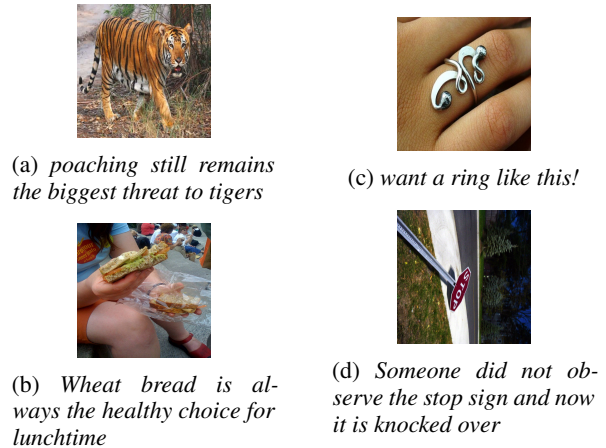 (a) poaching still remains
the biggest threat to tigers
(c) want a ring like this!
(b) Wheat bread is al-
ways the healthy choice for
lunchtime
STOP
(d) Someone did not ob-
serve the stop sign and now
it is knocked over